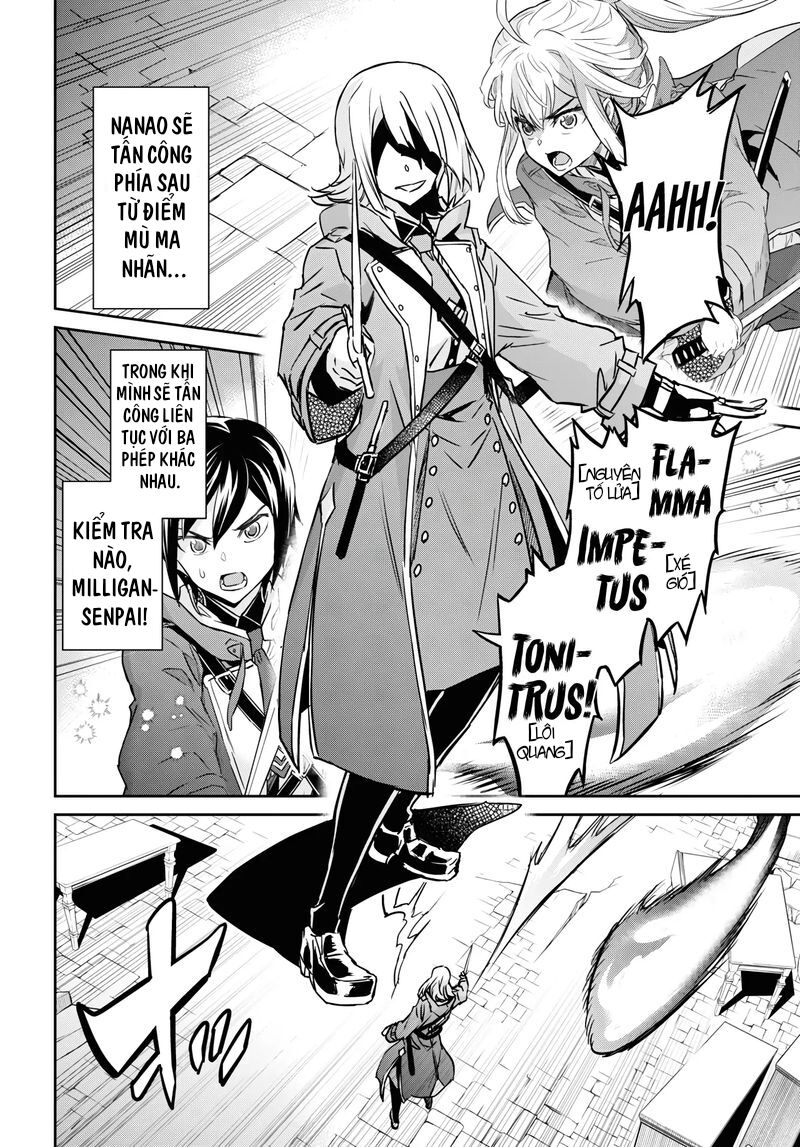 AAHH!
NANAO SẼ
TẤN CÔNG
PHÍA SAU
TỪ ĐIỂM
MÙ MA
NHÃN...
TRONG KHI
MÌNH SẼ TẤN
CÔNG LIÊN
TỤC VỚI BA
PHÉP KHÁC
NHAU.
KIỂM TRA
NÀO,
MILLIGAN-
SENPAI!
FLA-
MMA
[NGUYÊN
TỐ LỬA]
IMPE-
TUS
[XÉ
GIÓ]
TONI-
TRUS!
[LÔI
QUANG]